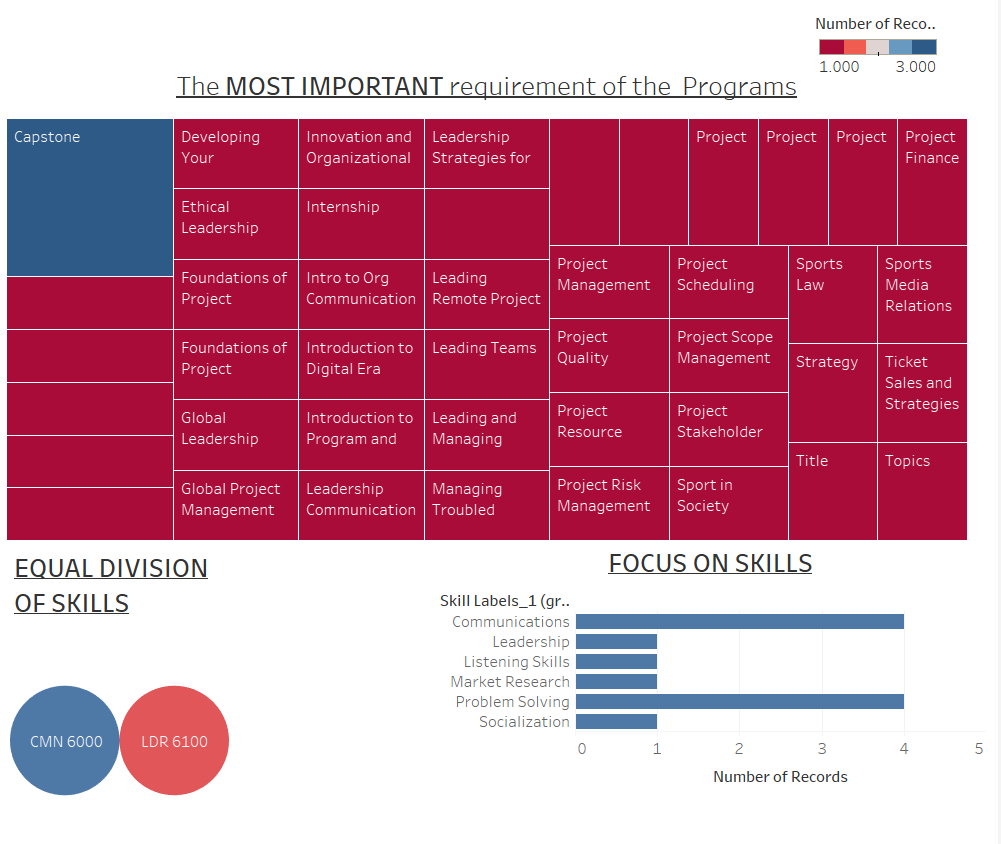 Number of Reco..
1.000 3.000
The MOST IMPORTANT requirement of the Programs
Capstone
Developing
Your
Innovation and
Organizational
Leadership
Strategies for
Project
Project
Project
Project
Finance
Ethical
Leadership
Internship
Foundations of
Project
Intro to Org
Communication
Leading
Remote Project
Project
Management
Project
Scheduling
Sports
Law
Sports
Media
Relations
Foundations of
Project
Introduction to
Digital Era
Leading Teams
Project
Quality
Project Scope
Management
Strategy
Ticket
Sales and
Strategies
Global
Leadership
Introduction to
Program and
Leading and
Managing
Project
Resource
Project
Stakeholder
Global Project
Management
Leadership
Communication
Managing
Troubled
Project Risk
Management
Sport in
Society
Title
Topics
EQUAL DIVISION
OF SKILLS
CMN 6000
LDR 6100
FOCUS ON SKILLS
Skill Labels_1 (gr..
Communications
Leadership
Listening Skills
Market Research
Problem Solving
Socialization
0 1 2 3 4 5
Number of Records